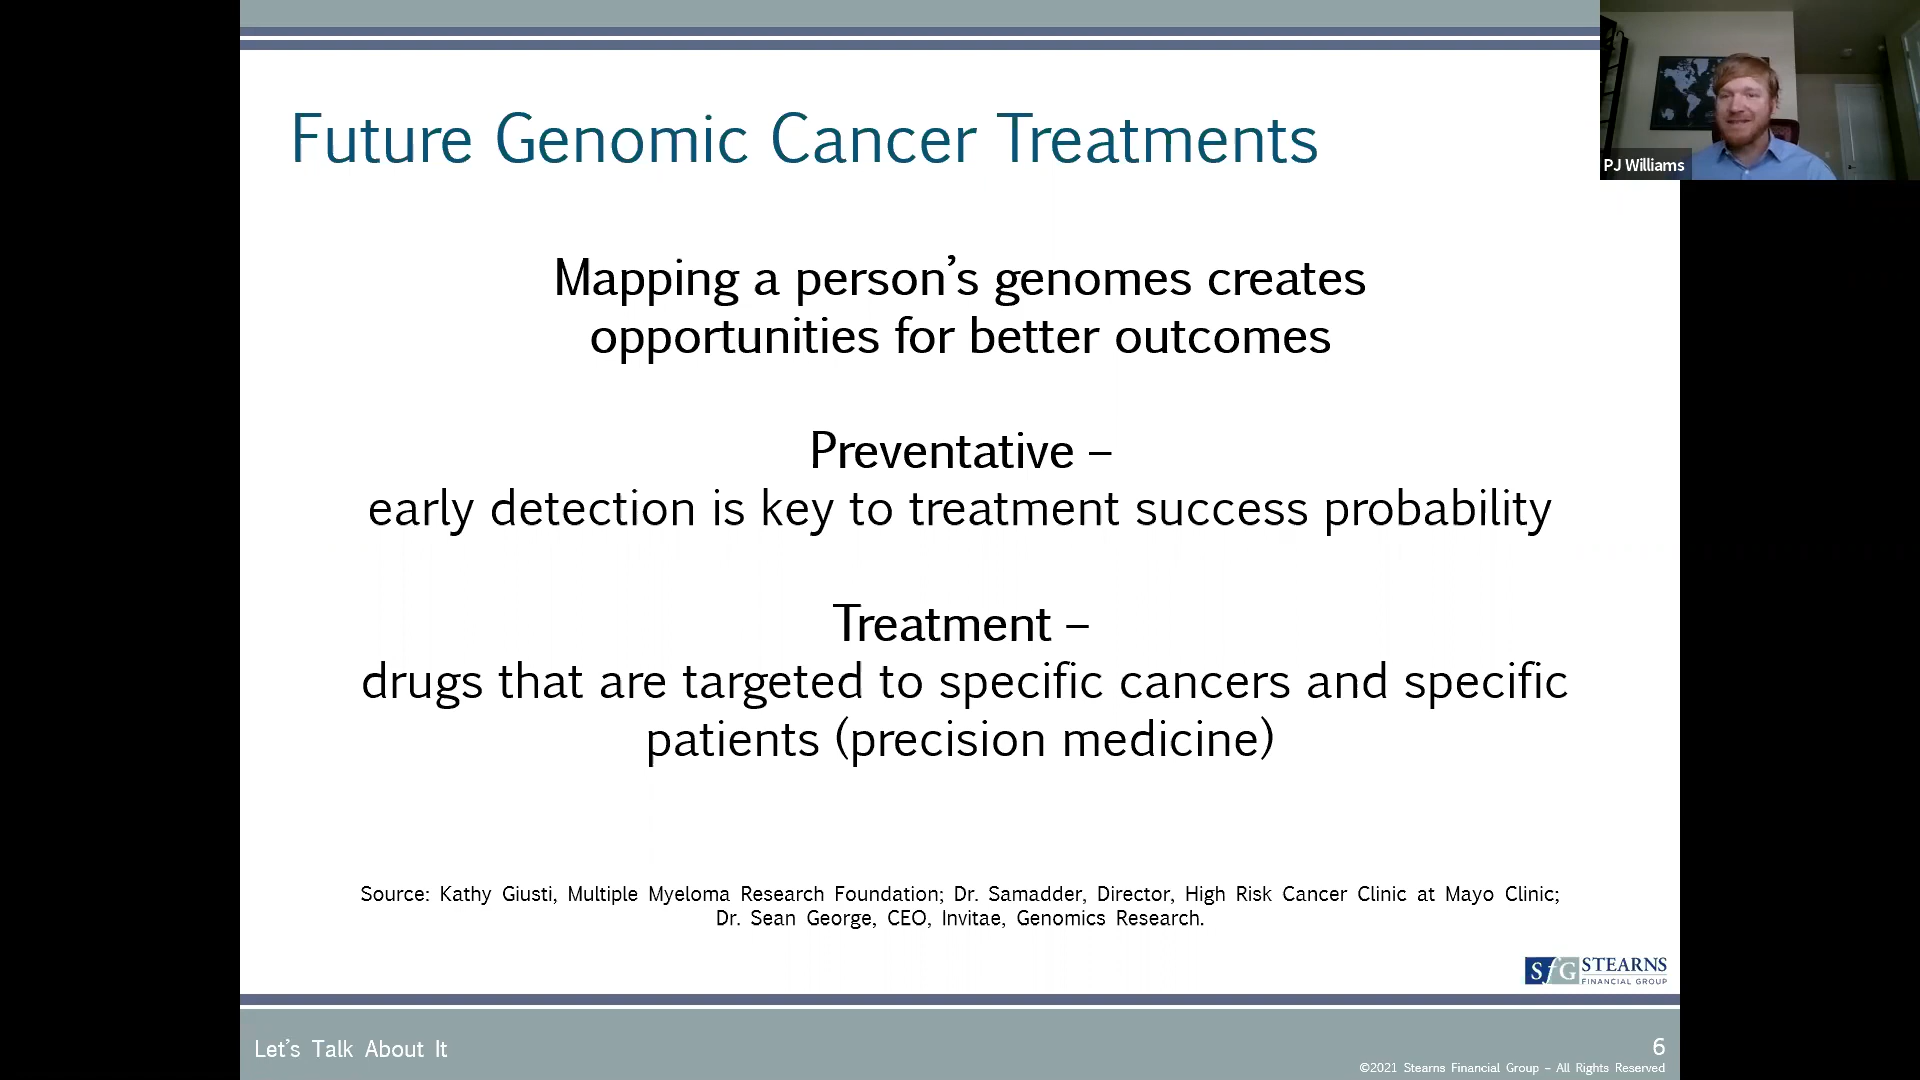 Future Genomic Cancer Treatments
PJ Williams
Mapping a person’s genomes creates
opportunities for better outcomes
Preventative –
early detection is key to treatment success probability
Treatment –
drugs that are targeted to specific cancers and specific
patients (precision medicine)
Source: Kathy Giusti, Multiple Myeloma Research Foundation; Dr. Samadder, Director, High Risk Cancer Clinic at Mayo Clinic;
Dr. Sean George, CEO, Invitae, Genomics Research.
SfG STEARNS
FINANCIAL GROUP
Let’s Talk About It
6
©2021 Stearns Financial Group – All Rights Reserved